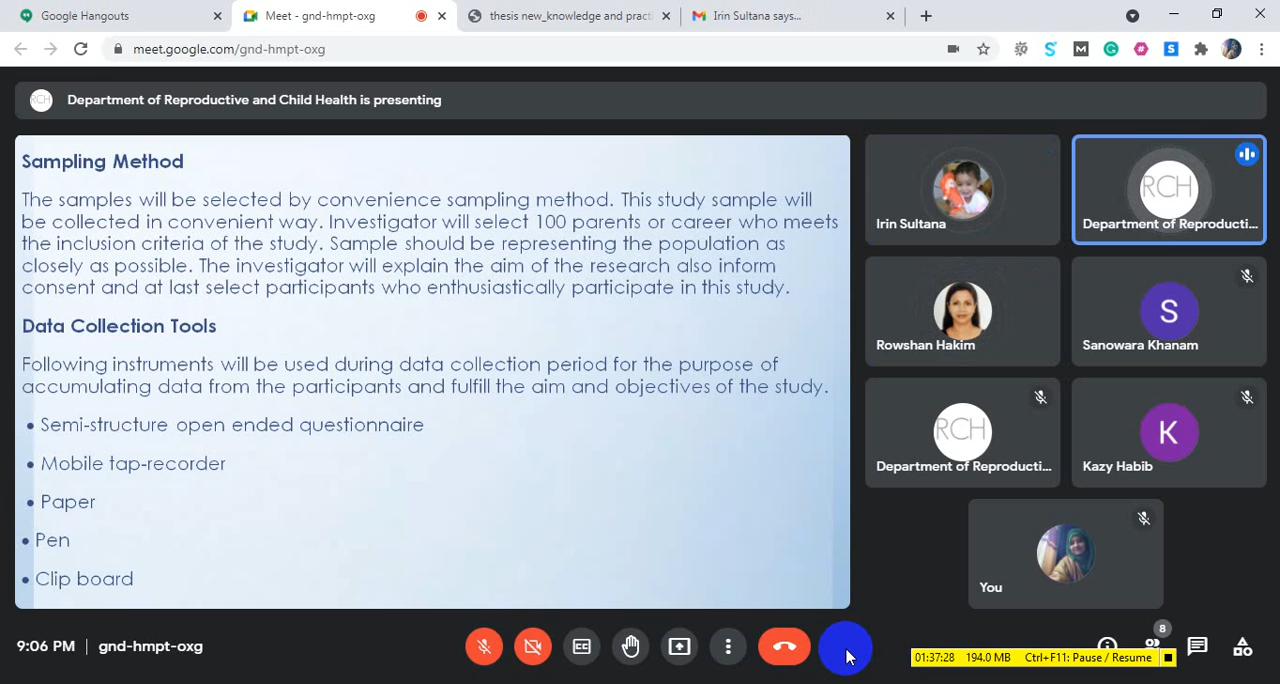 Google Hangouts
Meet - gnd-hmpt-oxg
thesis new_knowledge and practi
Irin Sultana says...
meet.google.com/gnd-hmpt-oxg
RCH
Department of Reproductive and Child Health is presenting
Sampling Method
The samples will be selected by convenience sampling method. This study sample will
be collected in convenient way. Investigator will select 100 parents or career who meets
the inclusion criteria of the study. Sample should be representing the population as
closely as possible. The investigator will explain the aim of the research also inform
consent and at last select participants who enthusiastically participate in this study.
Data Collection Tools
Following instruments will be used during data collection period for the purpose of
accumulating data from the participants and fulfill the aim and objectives of the study.
• Semi-structure open ended questionnaire
• Mobile tap-recorder
• Paper
• Pen
• Clip board
Irin Sultana
RCH
Department of Reproducti...
Rowshan Hakim
S
Sanowara Khanam
RCH
Department of Reproducti...
K
Kazy Habib
You
9:06 PM | gnd-hmpt-oxg
CC
8
01:37:28 194.0 MB Ctrl+F11: Pause / Resume